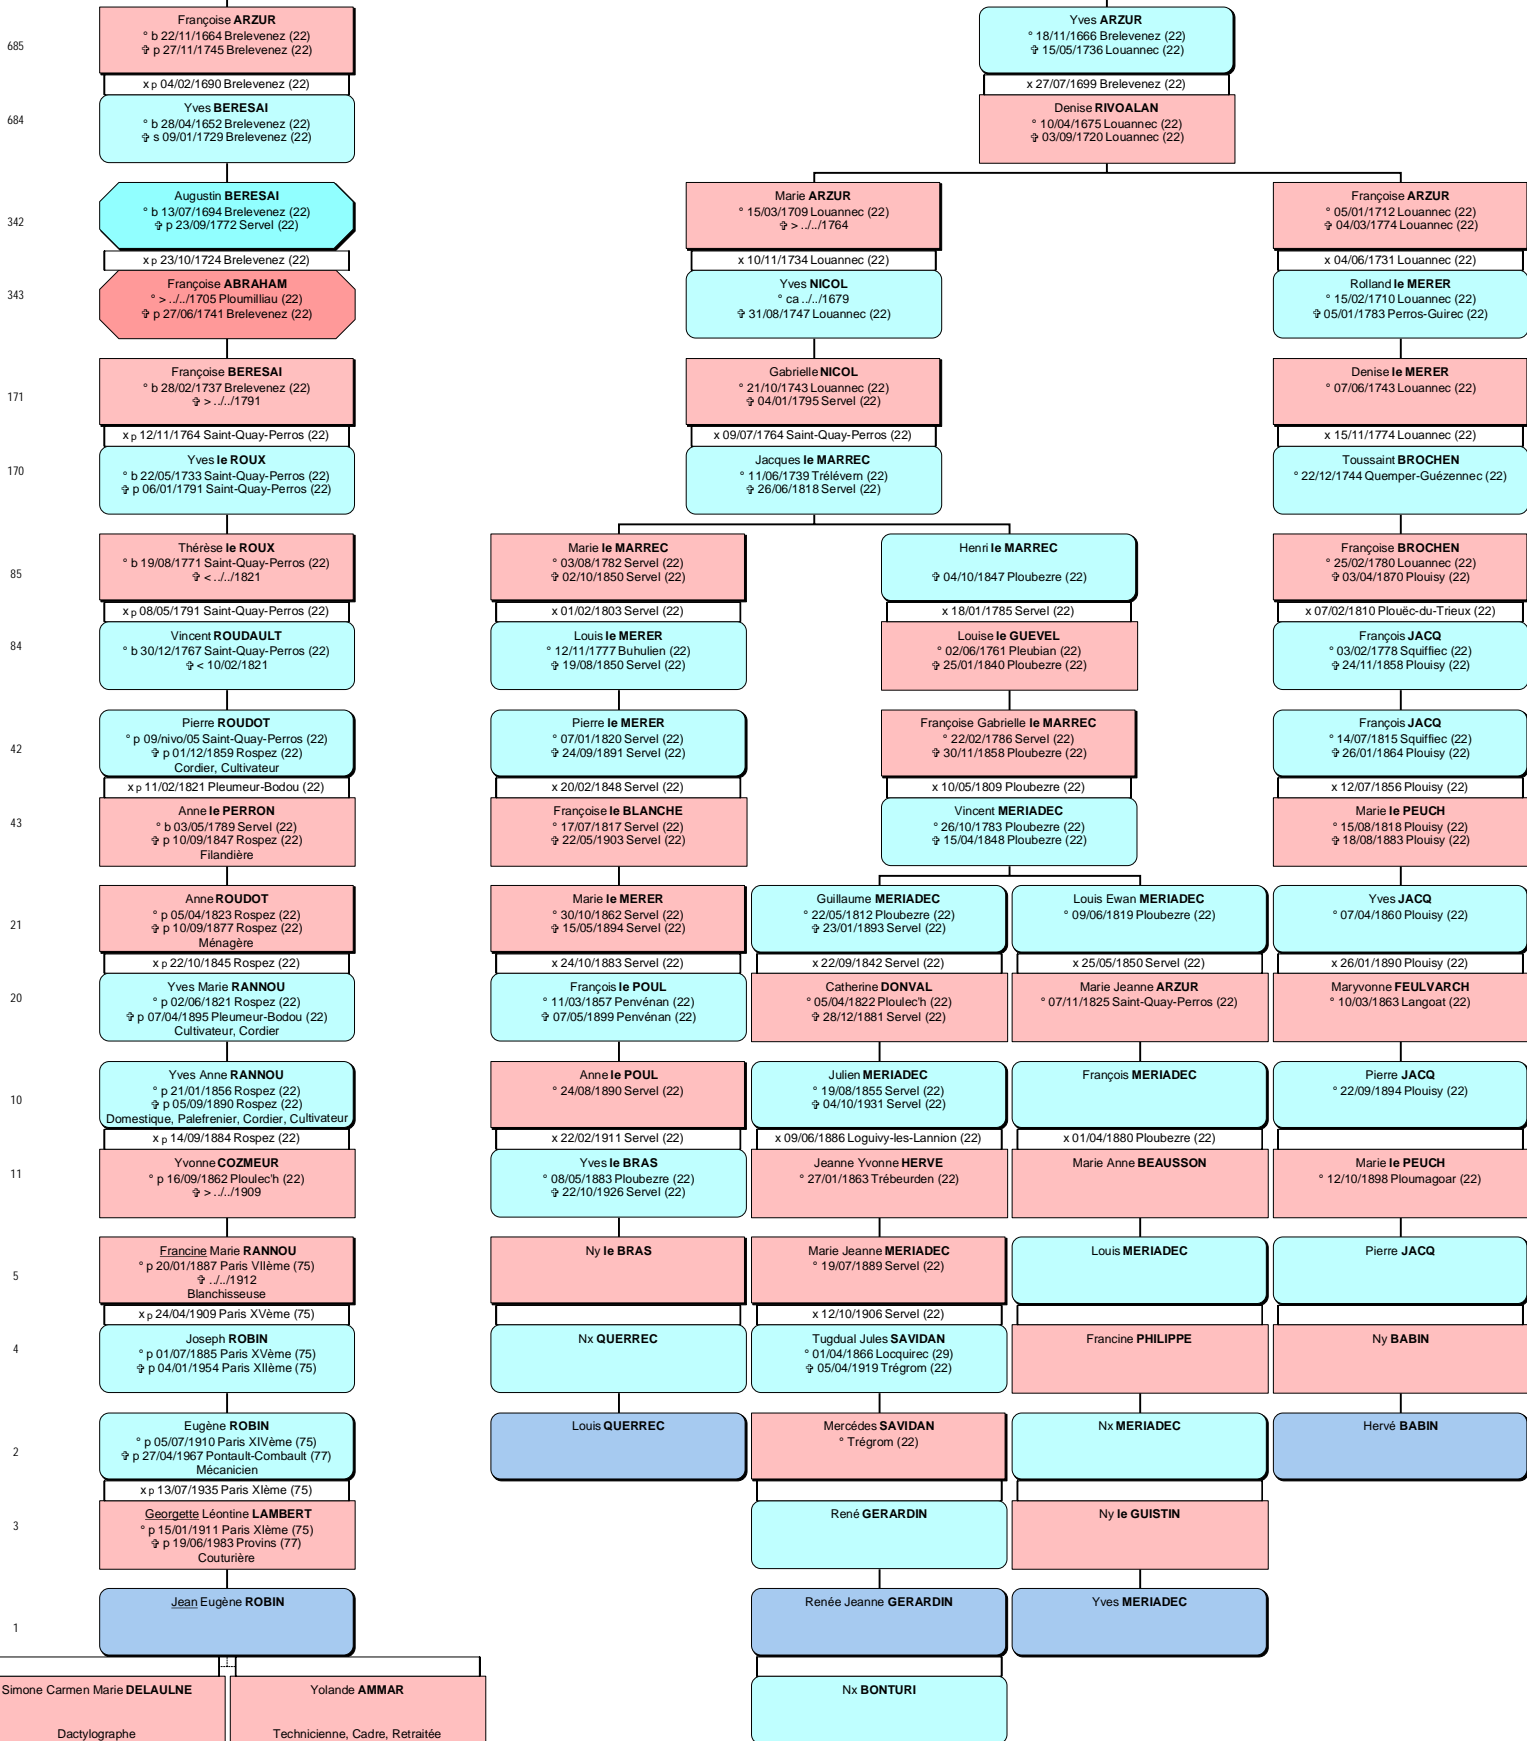 685
Françoise ARZUR
° b 22/11/1664 Brelevenez (22)
✞ p 27/11/1745 Brelevenez (22)
x p 04/02/1690 Brelevenez (22)
684
Yves BERESAI
° b 28/04/1652 Brelevenez (22)
✞ s 09/01/1729 Brelevenez (22)
Yves ARZUR
° 18/11/1666 Brelevenez (22)
✞ 15/05/1736 Louannec (22)
x 27/07/1699 Brelevenez (22)
Denise RIVOALAN
° 10/04/1675 Louannec (22)
✞ 03/09/1720 Louannec (22)
342
Augustin BERESAI
° b 13/07/1694 Brelevenez (22)
✞ p 23/09/1772 Servel (22)
x p 23/10/1724 Brelevenez (22)
343
Françoise ABRAHAM
° > ../../1705 Ploumilliau (22)
✞ p 27/06/1741 Brelevenez (22)
Marie ARZUR
° 15/03/1709 Louannec (22)
✞ > ../../1764
x 10/11/1734 Louannec (22)
Yves NICOL
° ca ../../1679
✞ 31/08/1747 Louannec (22)
Françoise ARZUR
° 05/01/1712 Louannec (22)
✞ 04/03/1774 Louannec (22)
x 04/06/1731 Louannec (22)
Rolland le MERER
° 15/02/1710 Louannec (22)
✞ 05/01/1783 Perros-Guirec (22)
171
Françoise BERESAI
° b 28/02/1737 Brelevenez (22)
✞ > ../../1791
x p 12/11/1764 Saint-Quay-Perros (22)
170
Yves le ROUX
° b 22/05/1733 Saint-Quay-Perros (22)
✞ p 06/01/1791 Saint-Quay-Perros (22)
Gabrielle NICOL
° 21/10/1743 Louannec (22)
✞ 04/01/1795 Servel (22)
x 09/07/1764 Saint-Quay-Perros (22)
Jacques le MARREC
° 11/06/1739 Trélévern (22)
✞ 26/06/1818 Servel (22)
Denise le MERER
° 07/06/1743 Louannec (22)
x 15/11/1774 Louannec (22)
Toussaint BROCHEN
° 22/12/1744 Quemper-Guézennec (22)
85
Thérèse le ROUX
° b 19/08/1771 Saint-Quay-Perros (22)
✞ < ../../1821
x p 08/05/1791 Saint-Quay-Perros (22)
84
Vincent ROUDAULT
° b 30/12/1767 Saint-Quay-Perros (22)
✞ < 10/02/1821
Marie le MARREC
° 03/08/1782 Servel (22)
✞ 02/10/1850 Servel (22)
x 01/02/1803 Servel (22)
Louis le MERER
° 12/11/1777 Buhulien (22)
✞ 19/08/1850 Servel (22)
Henri le MARREC
✞ 04/10/1847 Ploubezre (22)
x 18/01/1785 Servel (22)
Louise le GUEVEL
° 02/06/1761 Pleubian (22)
✞ 25/01/1840 Ploubezre (22)
Françoise BROCHEN
° 25/02/1780 Louannec (22)
✞ 03/04/1870 Plouisy (22)
x 07/02/1810 Plouëc-du-Trieux (22)
François JACQ
° 03/02/1778 Squiffiec (22)
✞ 24/11/1858 Plouisy (22)
42
Pierre ROUDOT
° p 09/nivo/05 Saint-Quay-Perros (22)
✞ p 01/12/1859 Rospez (22)
Cordier, Cultivateur
x p 11/02/1821 Pleumeur-Bodou (22)
43
Anne le PERRON
° b 03/05/1789 Servel (22)
✞ p 10/09/1847 Rospez (22)
Filandière
Pierre le MERER
° 07/01/1820 Servel (22)
✞ 24/09/1891 Servel (22)
x 20/02/1848 Servel (22)
Françoise le BLANCHE
° 17/07/1817 Servel (22)
✞ 22/05/1903 Servel (22)
Françoise Gabrielle le MARREC
° 22/02/1786 Servel (22)
✞ 30/11/1858 Ploubezre (22)
x 10/05/1809 Ploubezre (22)
Vincent MERIADEC
° 26/10/1783 Ploubezre (22)
✞ 15/04/1848 Ploubezre (22)
François JACQ
° 14/07/1815 Squiffiec (22)
✞ 26/01/1864 Plouisy (22)
x 12/07/1856 Plouisy (22)
Marie le PEUCH
° 15/08/1818 Plouisy (22)
✞ 18/08/1883 Plouisy (22)
21
Anne ROUDOT
° p 05/04/1823 Rospez (22)
✞ p 10/09/1877 Rospez (22)
Ménagère
x p 22/10/1845 Rospez (22)
20
Yves Marie RANNOU
° p 02/06/1821 Rospez (22)
✞ p 07/04/1895 Pleumeur-Bodou (22)
Cultivateur, Cordier
Marie le MERER
° 30/10/1862 Servel (22)
✞ 15/05/1894 Servel (22)
x 24/10/1883 Servel (22)
François le POUL
° 11/03/1857 Penvénan (22)
✞ 07/05/1899 Penvénan (22)
Guillaume MERIADEC
° 22/05/1812 Ploubezre (22)
✞ 23/01/1893 Servel (22)
x 22/09/1842 Servel (22)
Catherine DONVAL
° 05/04/1822 Ploulec'h (22)
✞ 28/12/1881 Servel (22)
Louis Ewan MERIADEC
° 09/06/1819 Ploubezre (22)
x 25/05/1850 Servel (22)
Marie Jeanne ARZUR
° 07/11/1825 Saint-Quay-Perros (22)
Yves JACQ
° 07/04/1860 Plouisy (22)
x 26/01/1890 Plouisy (22)
Maryvonne FEULVARCH
° 10/03/1863 Langoat (22)
10
Yves Anne RANNOU
° p 21/01/1856 Rospez (22)
✞ p 05/09/1890 Rospez (22)
Domestique, Palefrenier, Cordier, Cultivateur
x p 14/09/1884 Rospez (22)
11
Yvonne COZMEUR
° p 16/09/1862 Ploulec'h (22)
✞ > ../../1909
Anne le POUL
° 24/08/1890 Servel (22)
x 22/02/1911 Servel (22)
Yves le BRAS
° 08/05/1883 Ploubezre (22)
✞ 22/10/1926 Servel (22)
Julien MERIADEC
° 19/08/1855 Servel (22)
✞ 04/10/1931 Servel (22)
x 09/06/1886 Loguivy-les-Lannion (22)
Jeanne Yvonne HERVE
° 27/01/1863 Trébeurden (22)
François MERIADEC
x 01/04/1880 Ploubezre (22)
Marie Anne BEAUSSON
Pierre JACQ
° 22/09/1894 Plouisy (22)
Marie le PEUCH
° 12/10/1898 Ploumagoar (22)
5
Francine Marie RANNOU
° p 20/01/1887 Paris VIIème (75)
✞ ../../1912
Blanchisseuse
x p 24/04/1909 Paris XVème (75)
4
Joseph ROBIN
° p 01/07/1885 Paris XVème (75)
✞ p 04/01/1954 Paris XIIème (75)
Ny le BRAS
Nx QUERREC
Marie Jeanne MERIADEC
° 19/07/1889 Servel (22)
x 12/10/1906 Servel (22)
Tugdual Jules SAVIDAN
° 01/04/1866 Locquirec (29)
✞ 05/04/1919 Trégrom (22)
Louis MERIADEC
Francine PHILIPPE
Pierre JACQ
Ny BABIN
2
Eugène ROBIN
° p 05/07/1910 Paris XIVème (75)
✞ p 27/04/1967 Pontault-Combault (77)
Mécanicien
x p 13/07/1935 Paris XIème (75)
3
Georgette Léontine LAMBERT
° p 15/01/1911 Paris XIème (75)
✞ p 19/06/1983 Provins (77)
Couturière
Louis QUERREC
Mercédes SAVIDAN
° Trégrom (22)
René GERARDIN
Nx MERIADEC
Ny le GUISTIN
Hervé BABIN
1
Jean Eugène ROBIN
Renée Jeanne GERARDIN
Yves MERIADEC
Simone Carmen Marie DELAULNE
Dactylographe
Yolande AMMAR
Technicienne, Cadre, Retraitée
Nx BONTURI